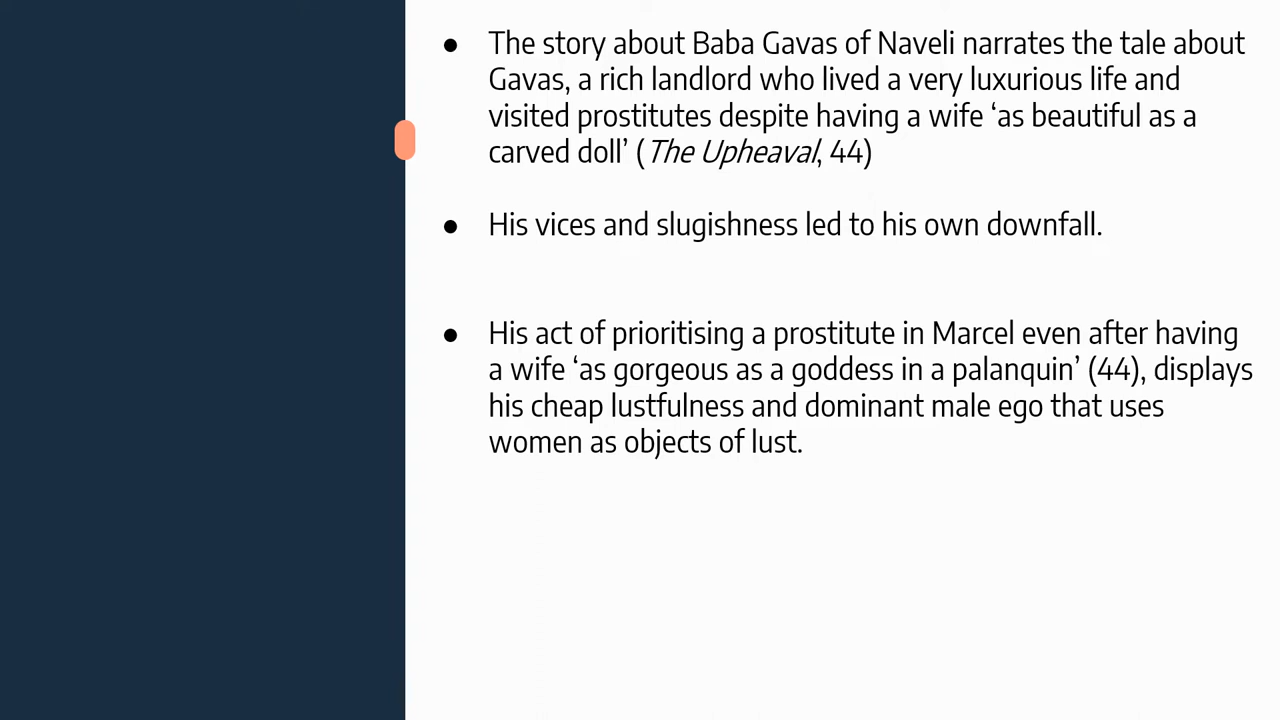 ● The story about Baba Gavas of Naveli narrates the tale about
Gavas, a rich landlord who lived a very luxurious life and
visited prostitutes despite having a wife ‘as beautiful as a
carved doll’ (The Upheaval, 44)
● His vices and slugishness led to his own downfall.
● His act of prioritising a prostitute in Marcel even after having
a wife ‘as gorgeous as a goddess in a palanquin’ (44), displays
his cheap lustfulness and dominant male ego that uses
women as objects of lust.